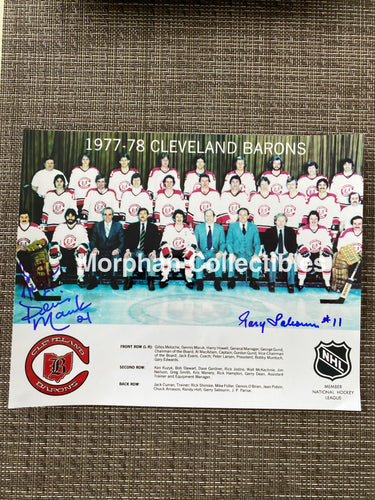 1977-78 CLEVELAND BARONS
Morphan Collectibles
Dennis
Maruk 21
Gary Sabourin #11
CLEVELAND
BARONS
NHL
MEMBER
NATIONAL HOCKEY
LEAGUE
FRONT ROW (L-R): Gilles Meloche, Dennis Maruk, Harry Howell, General Manager, George Gund,
Chairman of the Board, Al MacAdam, Captain, Gordon Gund, Vice Chairman
of the Board, Jack Evans, Coach, Peter Larsen, President, Bobby Murdoch,
Gary Edwards
SECOND ROW: Ken Kuzyk, Bob Stewart, Dave Gardner, Rick Jodzio, Walt McKechnie, Jim
Neilson, Greg Smith, Kris Manery, Rick Hampton, Gerry Dean, Assistant
Trainer and Equipment Manager.
BACK ROW: Jack Curran, Trainer, Rick Shinske, Mike Fidler, Dennis O'Brien, Jean Potvin,
Chuck Arnason, Randy Holt, Gary Sabourin, J. P. Parise